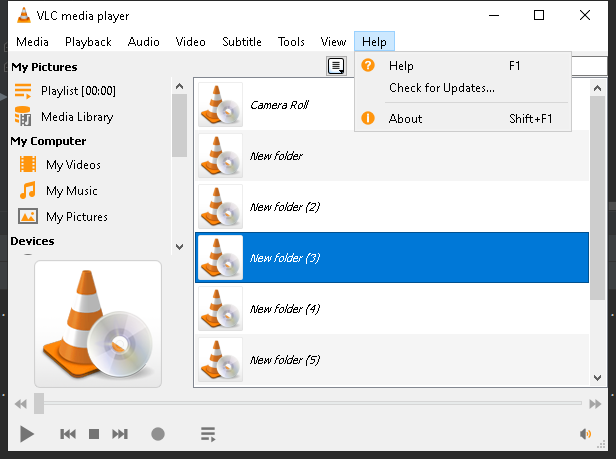 VLC media player
Media Playback Audio Video Subtitle Tools View Help
My Pictures
Playlist [00:00]
Media Library
My Computer
My Videos
My Music
My Pictures
Devices
Help F1
Check for Updates...
About Shift+F1
Camera Roll
New folder
New folder (2)
New folder (3)
New folder (4)
New folder (5)